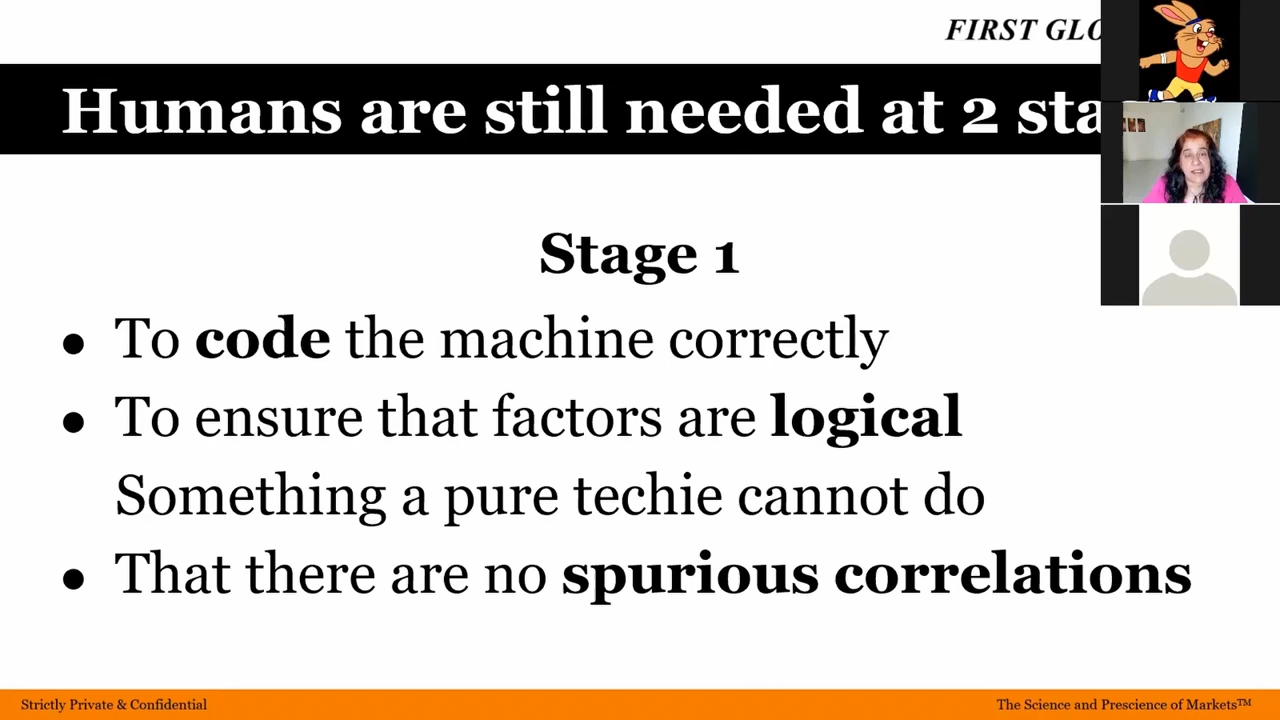 FIRST GLO
Humans are still needed at 2 sta
Stage 1
● To code the machine correctly
● To ensure that factors are logical
Something a pure techie cannot do
● That there are no spurious correlations
Strictly Private & Confidential
The Science and Prescience of Markets™